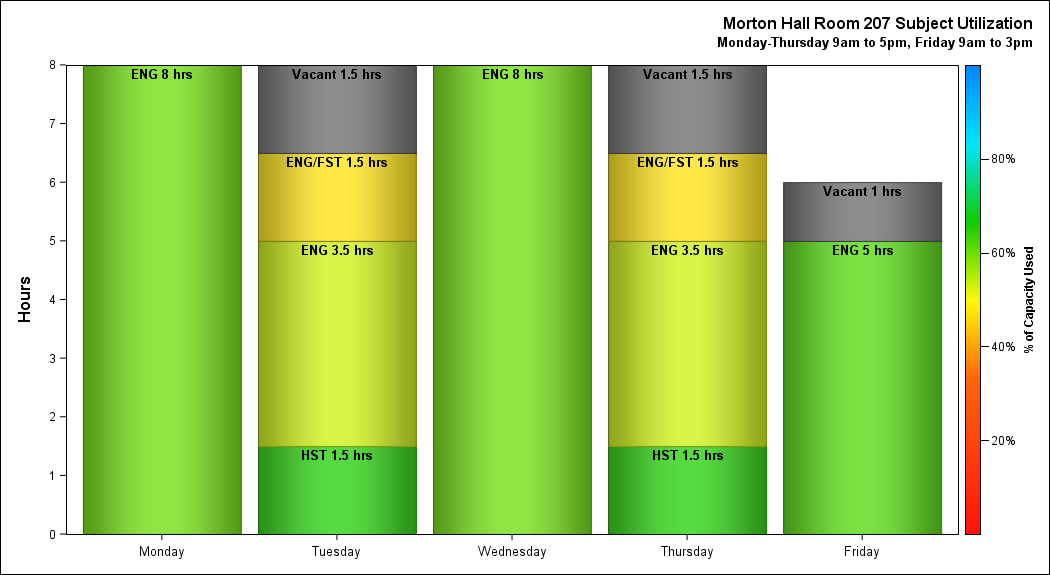 Morton Hall Room 207 Subject Utilization
Monday-Thursday 9am to 5pm, Friday 9am to 3pm
Hours
8
7
6
5
4
3
2
1
0
ENG 8 hrs
Vacant 1.5 hrs
ENG/FST 1.5 hrs
ENG 3.5 hrs
HST 1.5 hrs
ENG 8 hrs
Vacant 1.5 hrs
ENG/FST 1.5 hrs
ENG 3.5 hrs
HST 1.5 hrs
Vacant 1 hrs
ENG 5 hrs
Monday
Tuesday
Wednesday
Thursday
Friday
80%
60%
40%
20%
% of Capacity Used